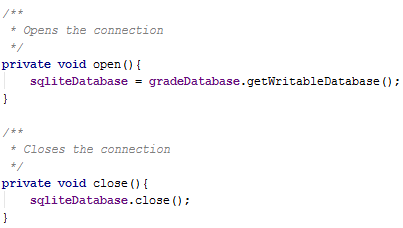 /**
 * Opens the connection
 */
private void open(){
    sqliteDatabase = gradeDatabase.getWritableDatabase();
}

/**
 * Closes the connection
 */
private void close(){
    sqliteDatabase.close();
}